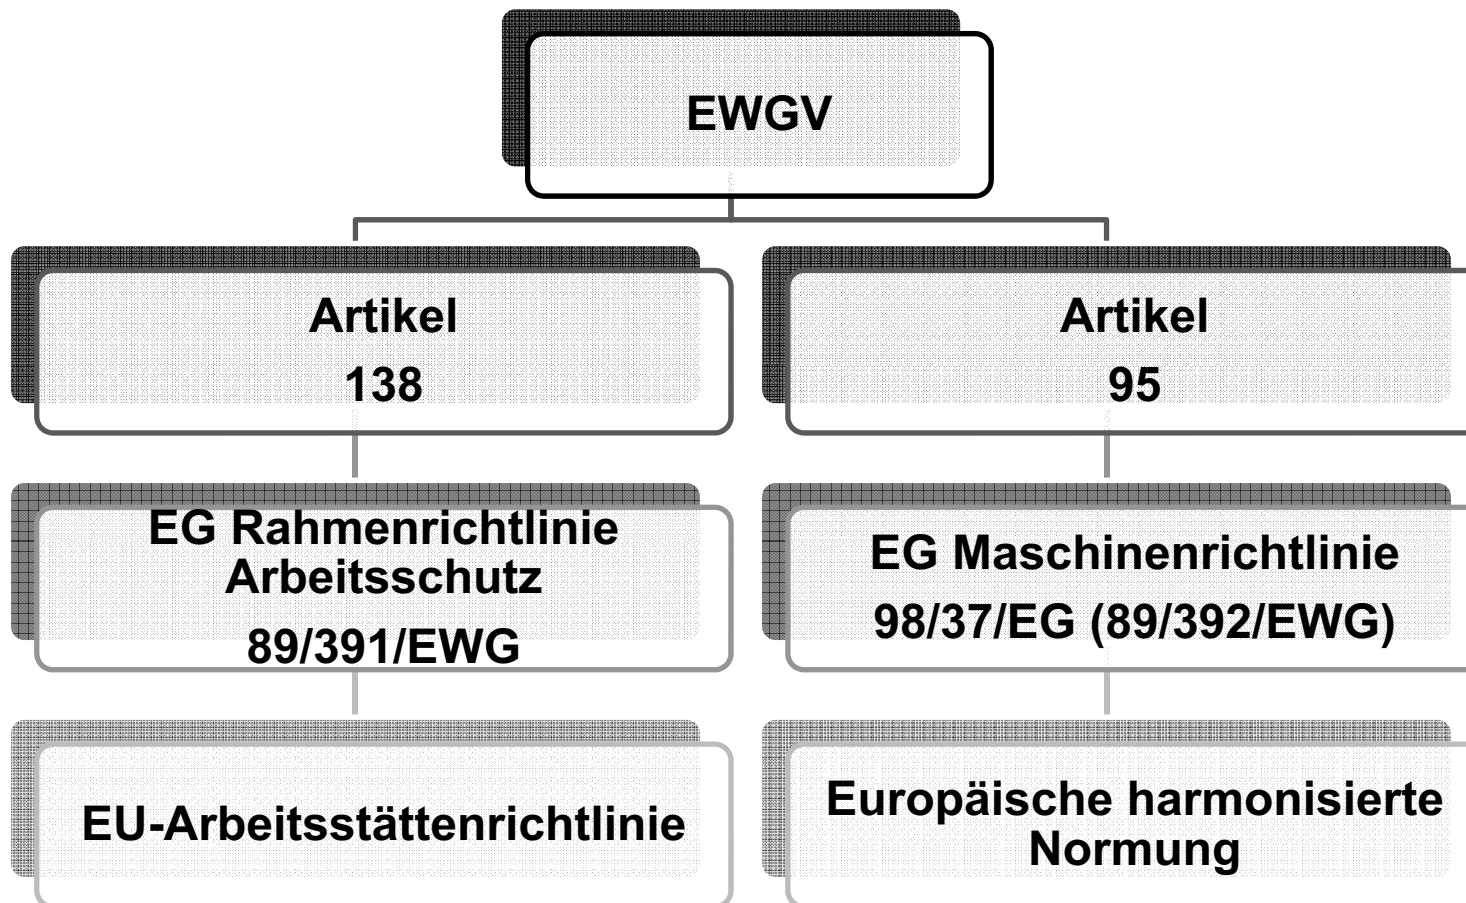 EWGV
Artikel
138
Artikel
95
EG Rahmenrichtlinie
Arbeitsschutz
89/391/EWG
EG Maschinenrichtlinie
98/37/EG (89/392/EWG)
EU-Arbeitsstättenrichtlinie
Europäische harmonisierte
Normung